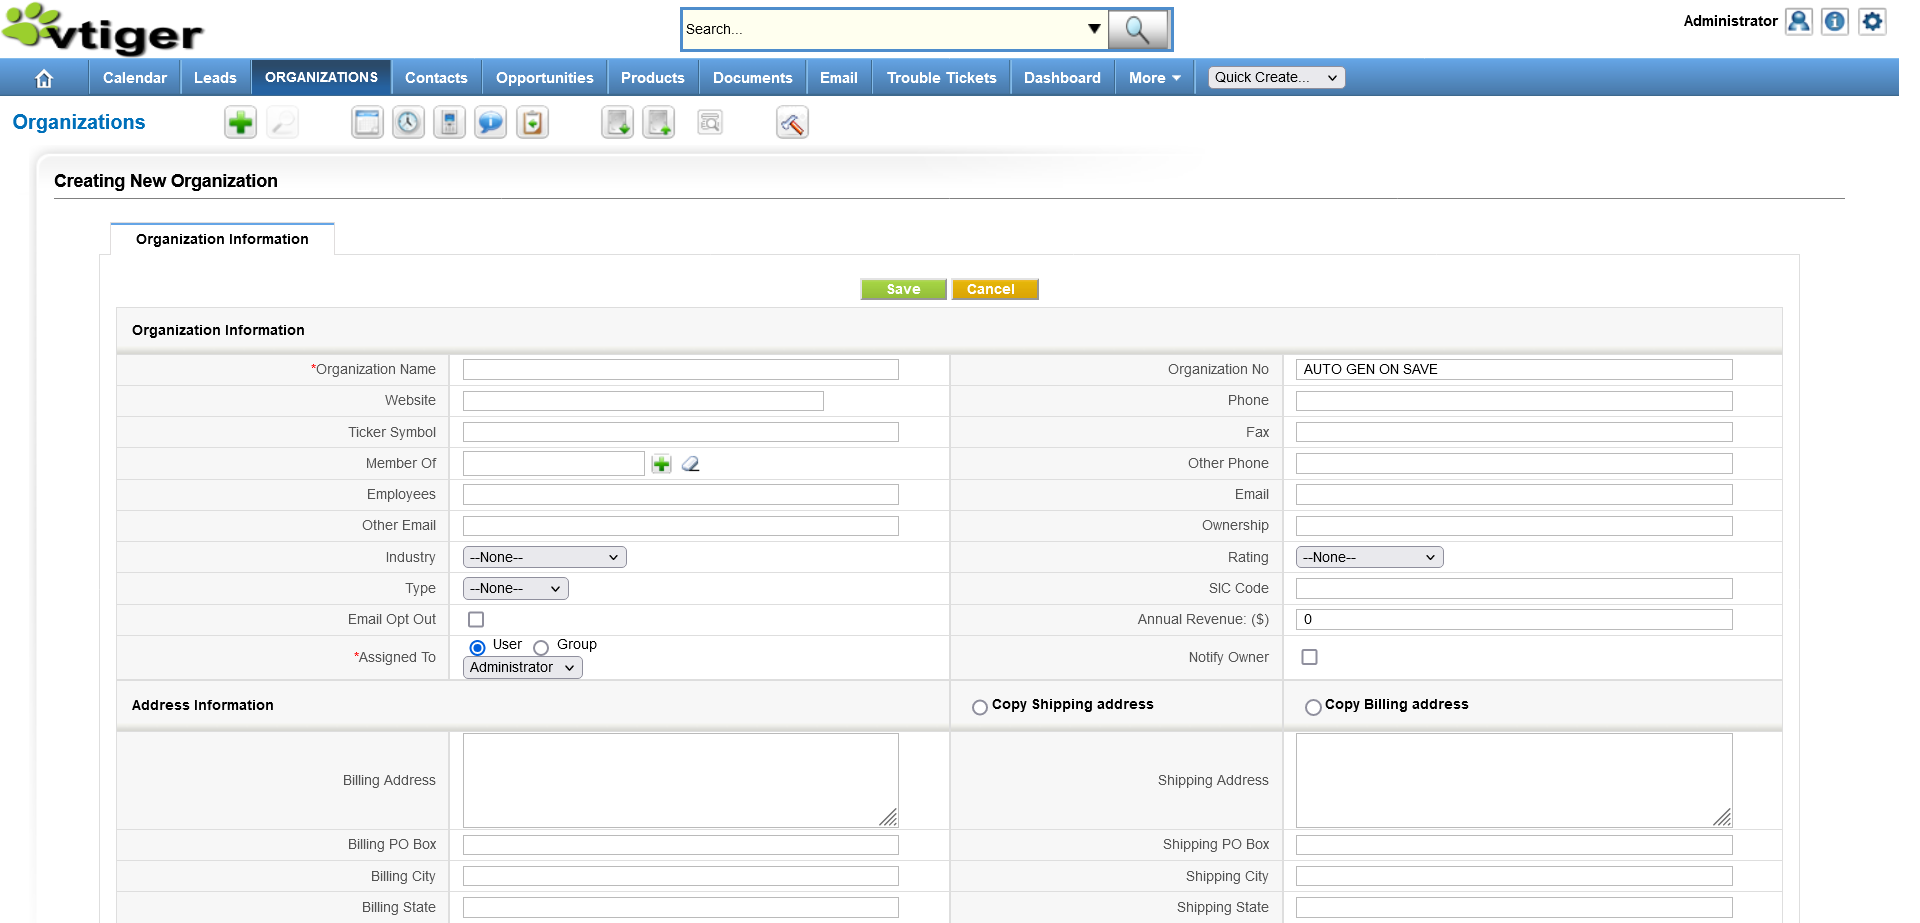 vtiger
Search...
Administrator
Calendar Leads ORGANIZATIONS Contacts Opportunities Products Documents Email Trouble Tickets Dashboard More Quick Create...
Organizations
Creating New Organization
Organization Information
Save Cancel
Organization Information
*Organization Name Organization No AUTO GEN ON SAVE
Website Phone
Ticker Symbol Fax
Member Of Other Phone
Employees Email
Other Email Ownership
Industry --None-- Rating --None--
Type --None-- SIC Code
Email Opt Out Annual Revenue: ($) 0
*Assigned To User Group Administrator Notify Owner
Address Information Copy Shipping address Copy Billing address
Billing Address Shipping Address
Billing PO Box Shipping PO Box
Billing City Shipping City
Billing State Shipping State